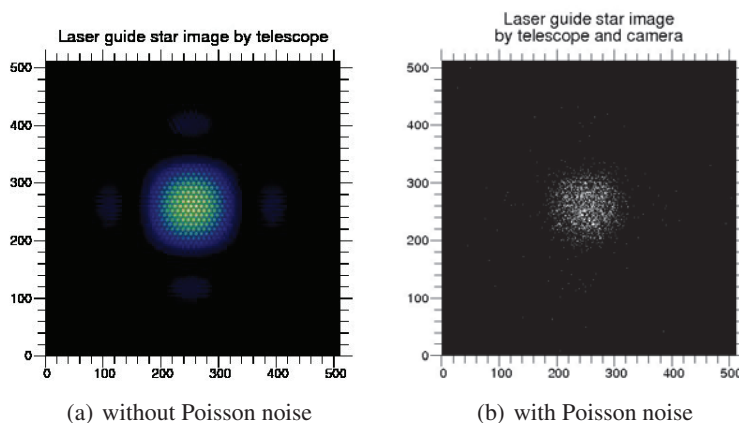 Laser guide star image by telescope
500
400
300
200
100
0
0 100 200 300 400 500
(a) without Poisson noise
Laser guide star image
by telescope and camera
500
400
300
200
100
0
0 100 200 300 400 500
(b) with Poisson noise